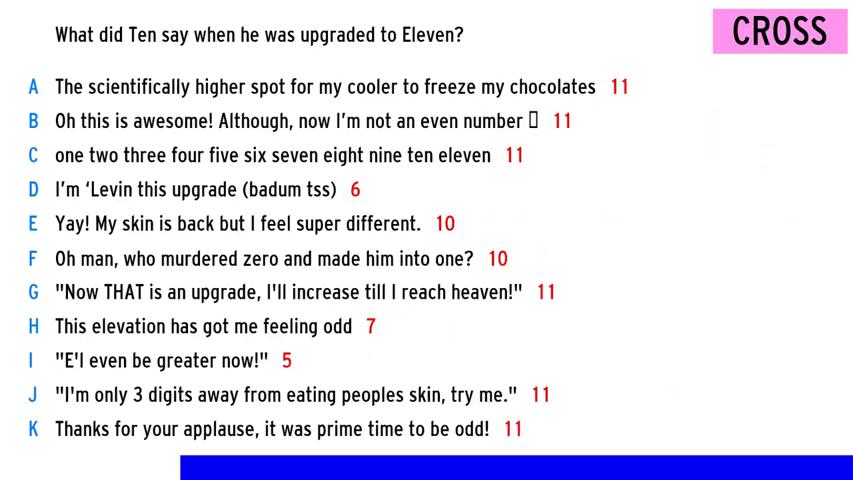 What did Ten say when he was upgraded to Eleven?
CROSS
A The scientifically higher spot for my cooler to freeze my chocolates 11
B Oh this is awesome! Although, now I'm not an even number ▯ 11
C one two three four five six seven eight nine ten eleven 11
D I'm ‘Levin this upgrade (badum tss) 6
E Yay! My skin is back but I feel super different. 10
F Oh man, who murdered zero and made him into one? 10
G "Now THAT is an upgrade, I'll increase till I reach heaven!" 11
H This elevation has got me feeling odd 7
I "E'l even be greater now!" 5
J "I'm only 3 digits away from eating peoples skin, try me." 11
K Thanks for your applause, it was prime time to be odd! 11